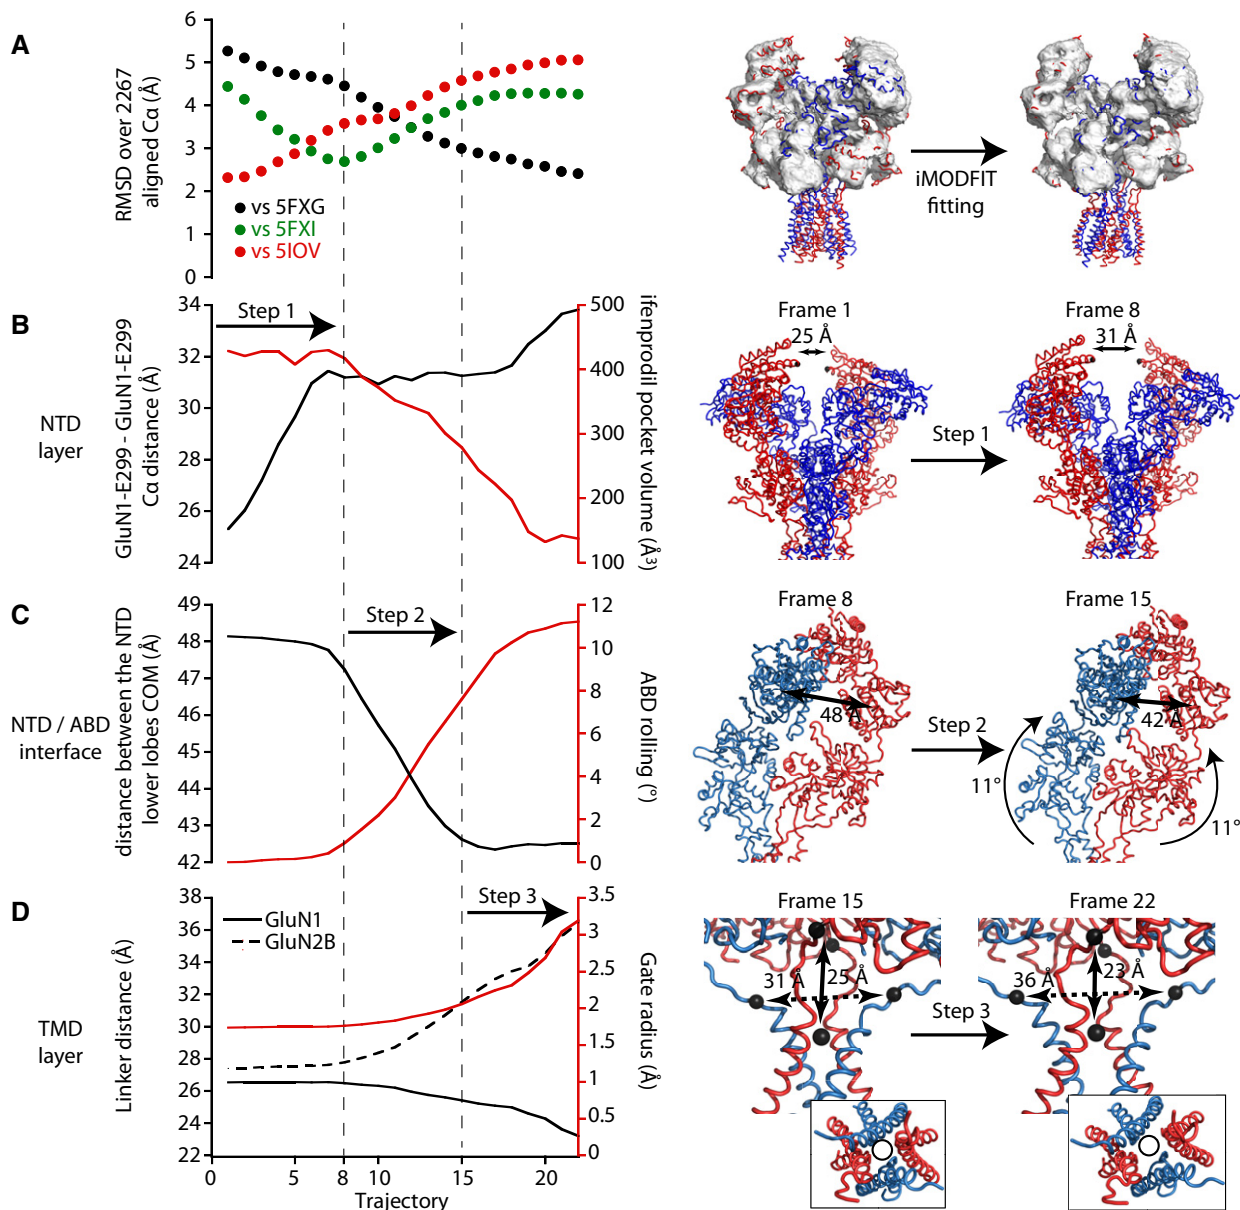 A
RMSD over 2267
aligned Cα (Å)
6
5
4
3
2
1
0
vs 5FXG
vs 5FXI
vs 5IOV
iMODFIT
fitting
B
NTD
layer
GluN1-E299 - GluN1-E299
Cα distance (Å)
34
32
30
28
26
24
Step 1
500
400
300
200
100
ifenprodil pocket volume (Å³)
Frame 1
25 Å
Step 1
Frame 8
31 Å
C
NTD / ABD
interface
distance between the NTD
lower lobes COM (Å)
49
48
47
46
45
44
43
42
Step 2
12
10
8
6
4
2
0
ABD rolling (°)
Frame 8
48 Å
Step 2
Frame 15
42 Å
11°
11°
D
TMD
layer
Linker distance (Å)
38
36
34
32
30
28
26
24
22
GluN1
GluN2B
Step 3
3.5
3
2.5
2
1.5
1
0.5
0
Gate radius (Å)
0
5
8
10
15
20
Trajectory
Frame 15
31 Å
25 Å
Step 3
Frame 22
36 Å
23 Å